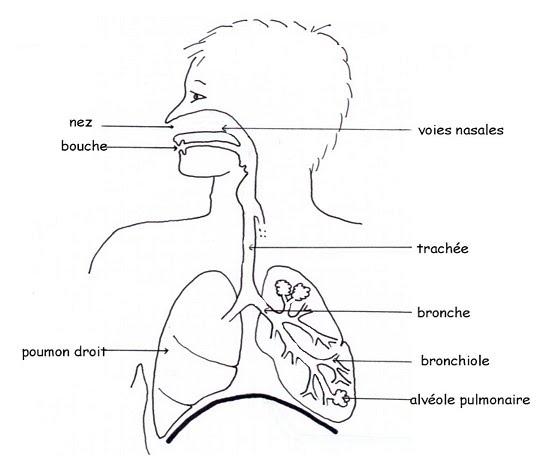 nez
voies nasales
bouche
trachée
bronche
poumon droit
bronchiole
alvéole pulmonaire